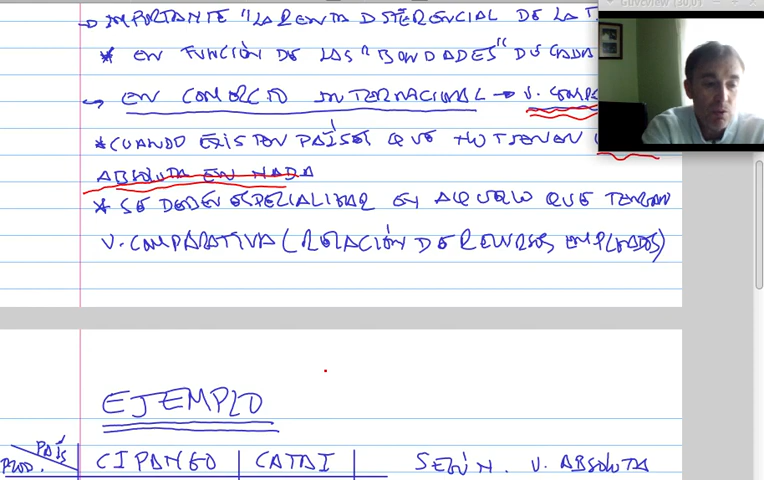 → IMPORTANTE "LA RENTA DIFERENCIAL DE LA T
* EN FUNCIÓN DE LAS "BONDADES" DE CADA
→ EN COMERCIO INTERNACIONAL → V. COMP
* CUANDO EXISTEN PAÍSES QUE NO TIENEN
ABSOLUTA EN NADA
* SE DEBEN ESPECIALIZAR EN AQUELLO QUE TENGAN
V. COMPARATIVA (RELACIÓN DE RECURSOS EMPLEADOS)
EJEMPLO
PAÍS
PROD.
CIPANGO CATAI SEGÚN V. ABSOLUTA